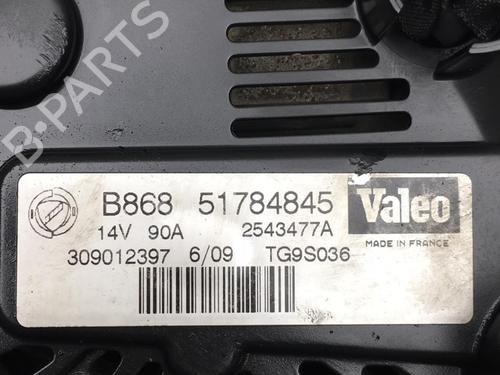 B-PARTS
B868 51784845 Valeo
14V 90A 2543477A MADE IN FRANCE
309012397 6/09 TG9S036